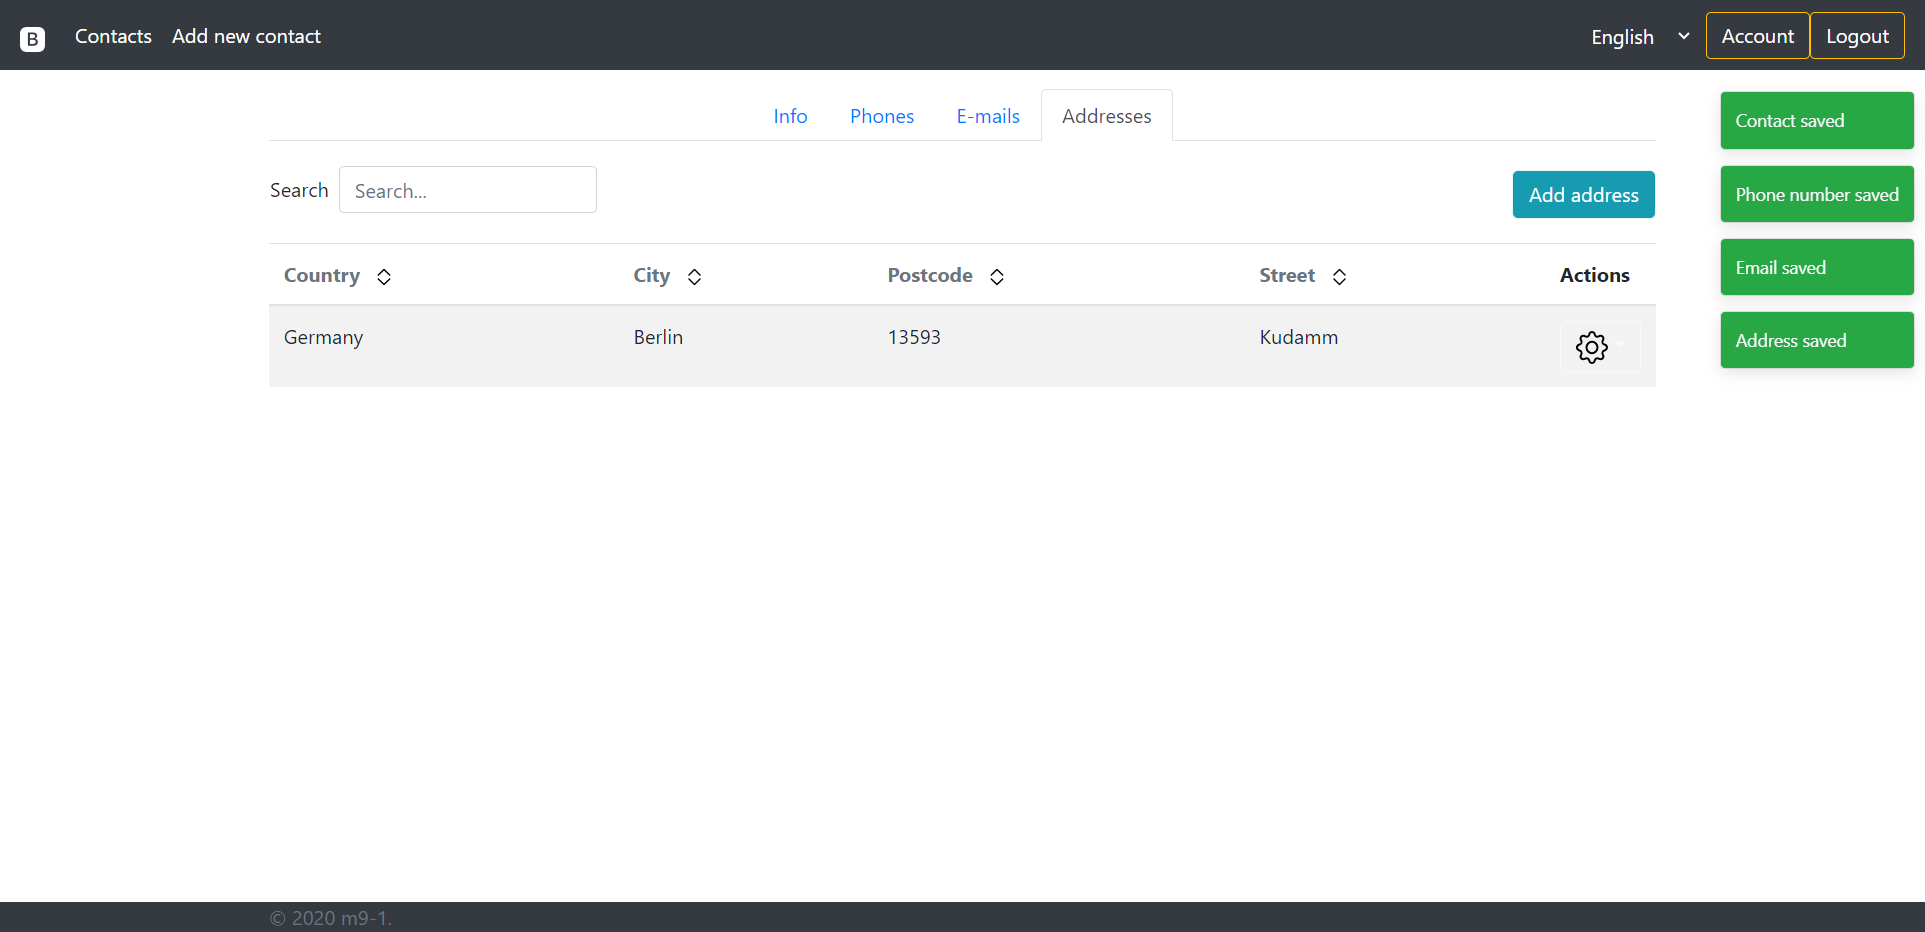 B Contacts Add new contact English Account Logout
Info Phones E-mails Addresses
Search Search... Add address
Country City Postcode Street Actions
Germany Berlin 13593 Kudamm
Contact saved
Phone number saved
Email saved
Address saved
© 2020 m9-1.